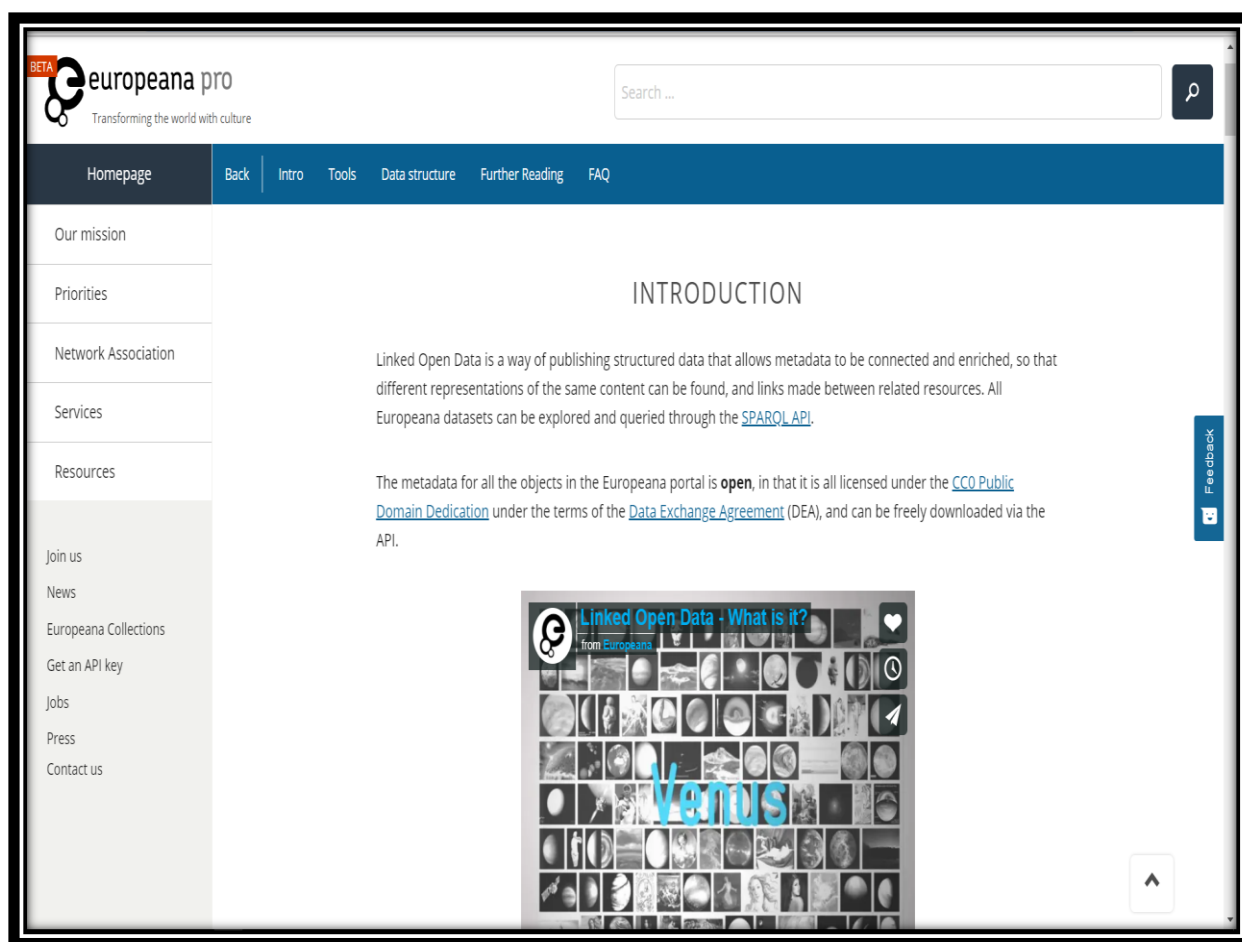 BETA
europeana pro
Transforming the world with culture
Search ...
Homepage
Back
Intro
Tools
Data structure
Further Reading
FAQ
Our mission
Priorities
Network Association
Services
Resources
Join us
News
Europeana Collections
Get an API key
Jobs
Press
Contact us
INTRODUCTION
Linked Open Data is a way of publishing structured data that allows metadata to be connected and enriched, so that
different representations of the same content can be found, and links made between related resources. All
Europeana datasets can be explored and queried through the SPARQL API.
The metadata for all the objects in the Europeana portal is open, in that it is all licensed under the CC0 Public
Domain Dedication under the terms of the Data Exchange Agreement (DEA), and can be freely downloaded via the
API.
Linked Open Data - What is it?
from Europeana
Venus
Feedback